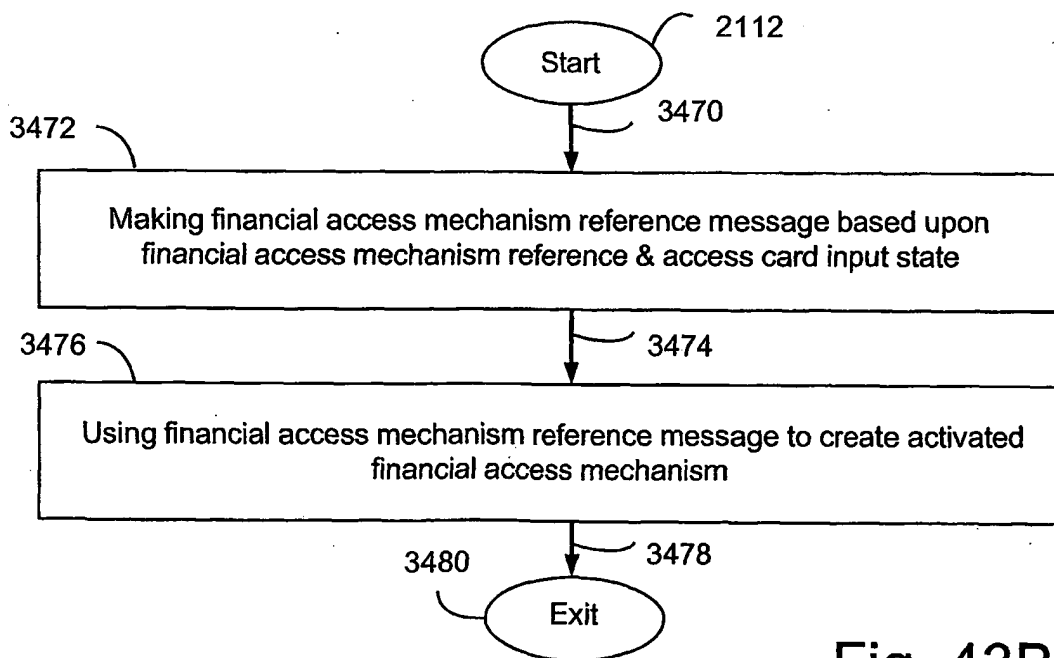 2112
Start
3470
3472
Making financial access mechanism reference message based upon
financial access mechanism reference & access card input state
3474
3476
Using financial access mechanism reference message to create activated
financial access mechanism
3478
3480
Exit